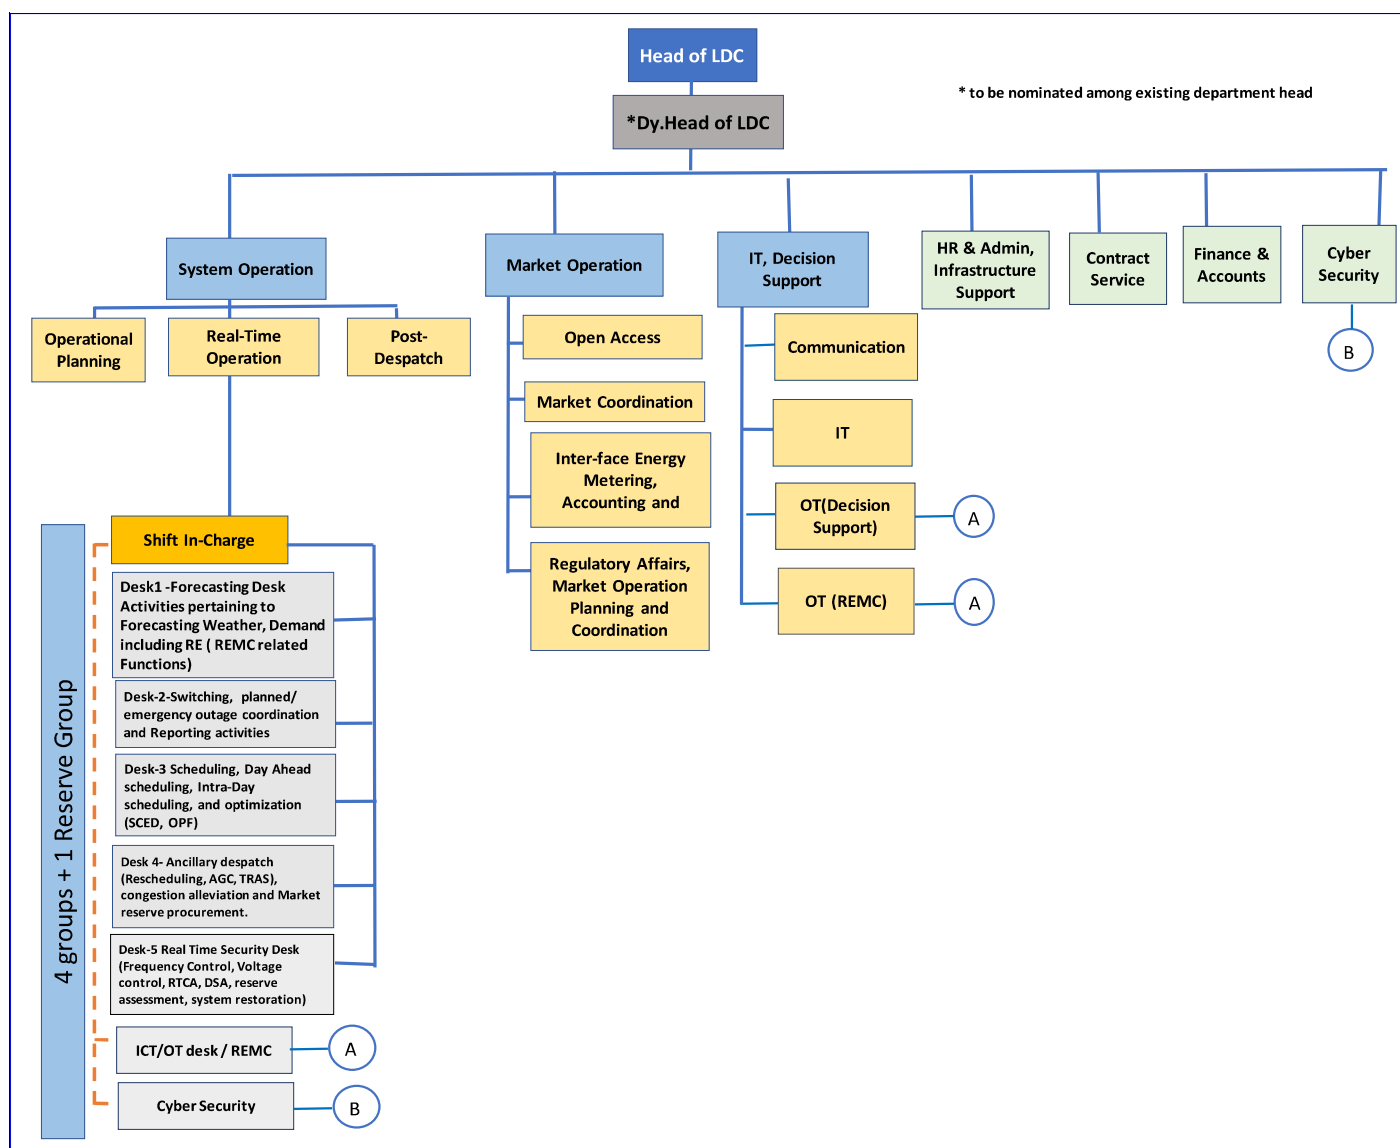 Head of LDC
* to be nominated among existing department head
*Dy.Head of LDC
System Operation
Market Operation
IT, Decision
Support
HR & Admin,
Infrastructure
Support
Contract
Service
Finance &
Accounts
Cyber
Security
B
Operational
Planning
Real-Time
Operation
Post-
Despatch
Open Access
Market Coordination
Inter-face Energy
Metering,
Accounting and
Regulatory Affairs,
Market Operation
Planning and
Coordination
Communication
IT
OT(Decision
Support)
A
OT (REMC)
A
4 groups + 1 Reserve Group
Shift In-Charge
Desk1 -Forecasting Desk
Activities pertaining to
Forecasting Weather, Demand
including RE ( REMC related
Functions)
Desk-2-Switching, planned/
emergency outage coordination
and Reporting activities
Desk-3 Scheduling, Day Ahead
scheduling, Intra-Day
scheduling, and optimization
(SCED, OPF)
Desk 4- Ancillary despatch
(Rescheduling, AGC, TRAS),
congestion alleviation and Market
reserve procurement.
Desk-5 Real Time Security Desk
(Frequency Control, Voltage
control, RTCA, DSA, reserve
assessment, system restoration)
ICT/OT desk / REMC
A
Cyber Security
B